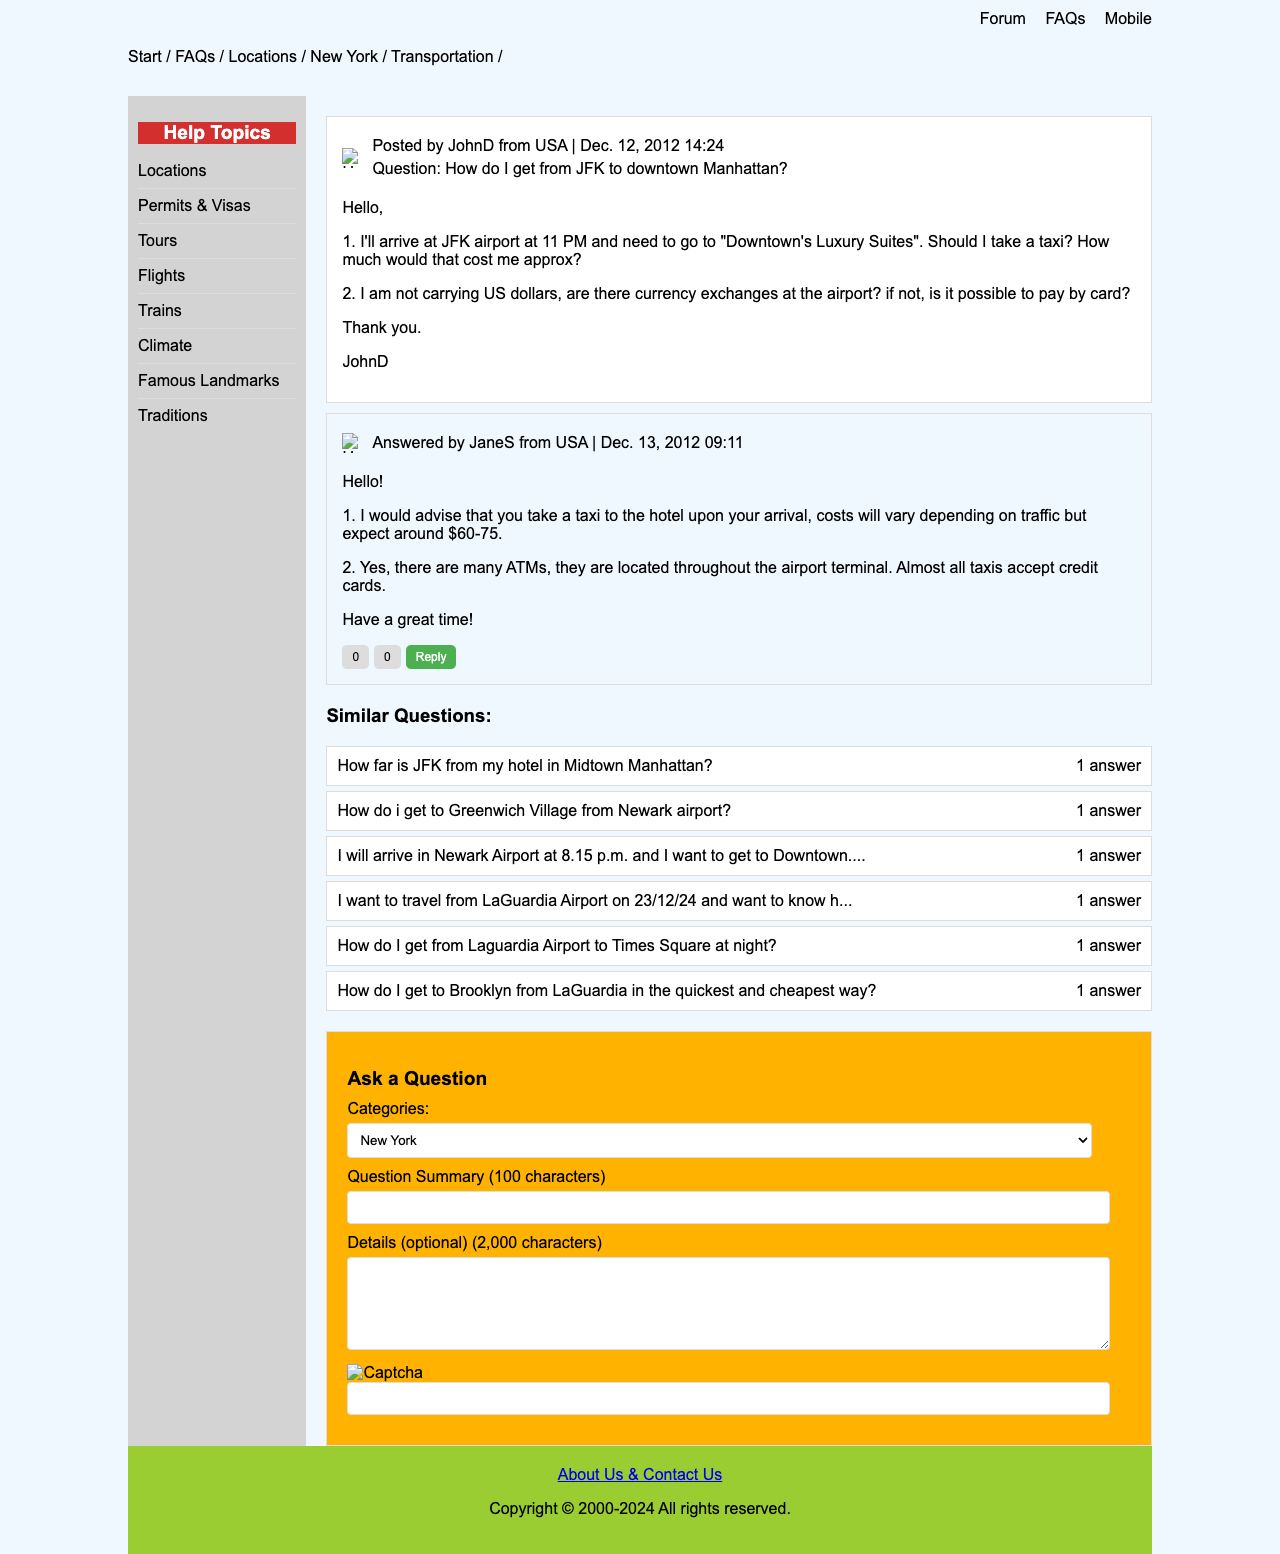 Forum FAQs Mobile
Start / FAQs / Locations / New York / Transportation /
Help Topics
Locations
Permits & Visas
Tours
Flights
Trains
Climate
Famous Landmarks
Traditions
Posted by JohnD from USA | Dec. 12, 2012 14:24
Question: How do I get from JFK to downtown Manhattan?
Hello,
1. I'll arrive at JFK airport at 11 PM and need to go to "Downtown's Luxury Suites". Should I take a taxi? How
much would that cost me approx?
2. I am not carrying US dollars, are there currency exchanges at the airport? if not, is it possible to pay by card?
Thank you.
JohnD
Answered by JaneS from USA | Dec. 13, 2012 09:11
Hello!
1. I would advise that you take a taxi to the hotel upon your arrival, costs will vary depending on traffic but
expect around $60-75.
2. Yes, there are many ATMs, they are located throughout the airport terminal. Almost all taxis accept credit
cards.
Have a great time!
0 0 Reply
Similar Questions:
How far is JFK from my hotel in Midtown Manhattan? 1 answer
How do i get to Greenwich Village from Newark airport? 1 answer
I will arrive in Newark Airport at 8.15 p.m. and I want to get to Downtown.... 1 answer
I want to travel from LaGuardia Airport on 23/12/24 and want to know h... 1 answer
How do I get from Laguardia Airport to Times Square at night? 1 answer
How do I get to Brooklyn from LaGuardia in the quickest and cheapest way? 1 answer
Ask a Question
Categories:
New York
Question Summary (100 characters)
Details (optional) (2,000 characters)
Captcha
About Us & Contact Us
Copyright © 2000-2024 All rights reserved.